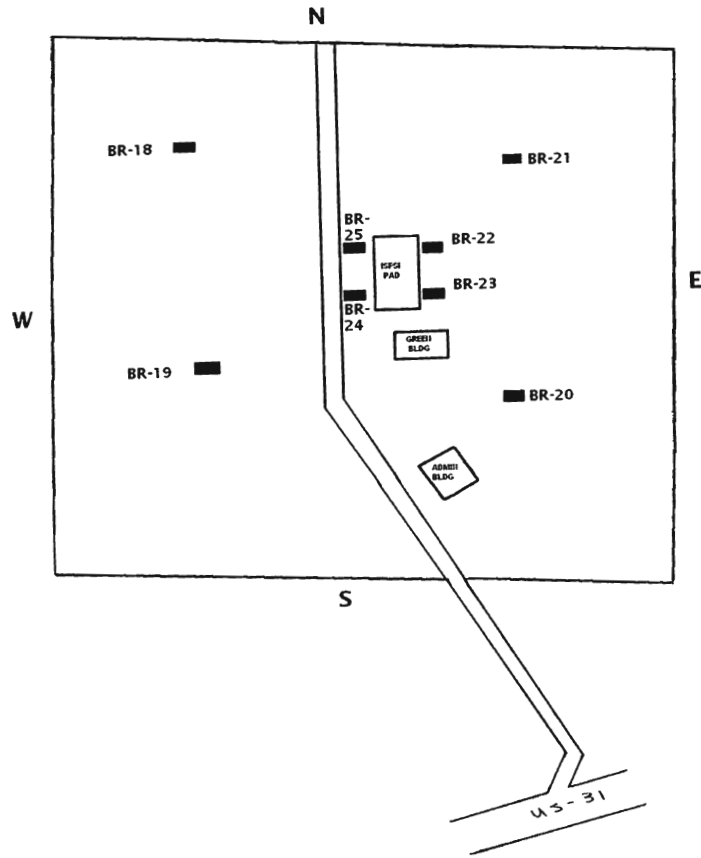 N
BR-18
BR-21
BR-
25
BR-22
ISFSI
PAD
E
BR-23
BR-
24
W
GREEN
BLDG
BR-19
BR-20
ADMIN
BLDG
S
US-31